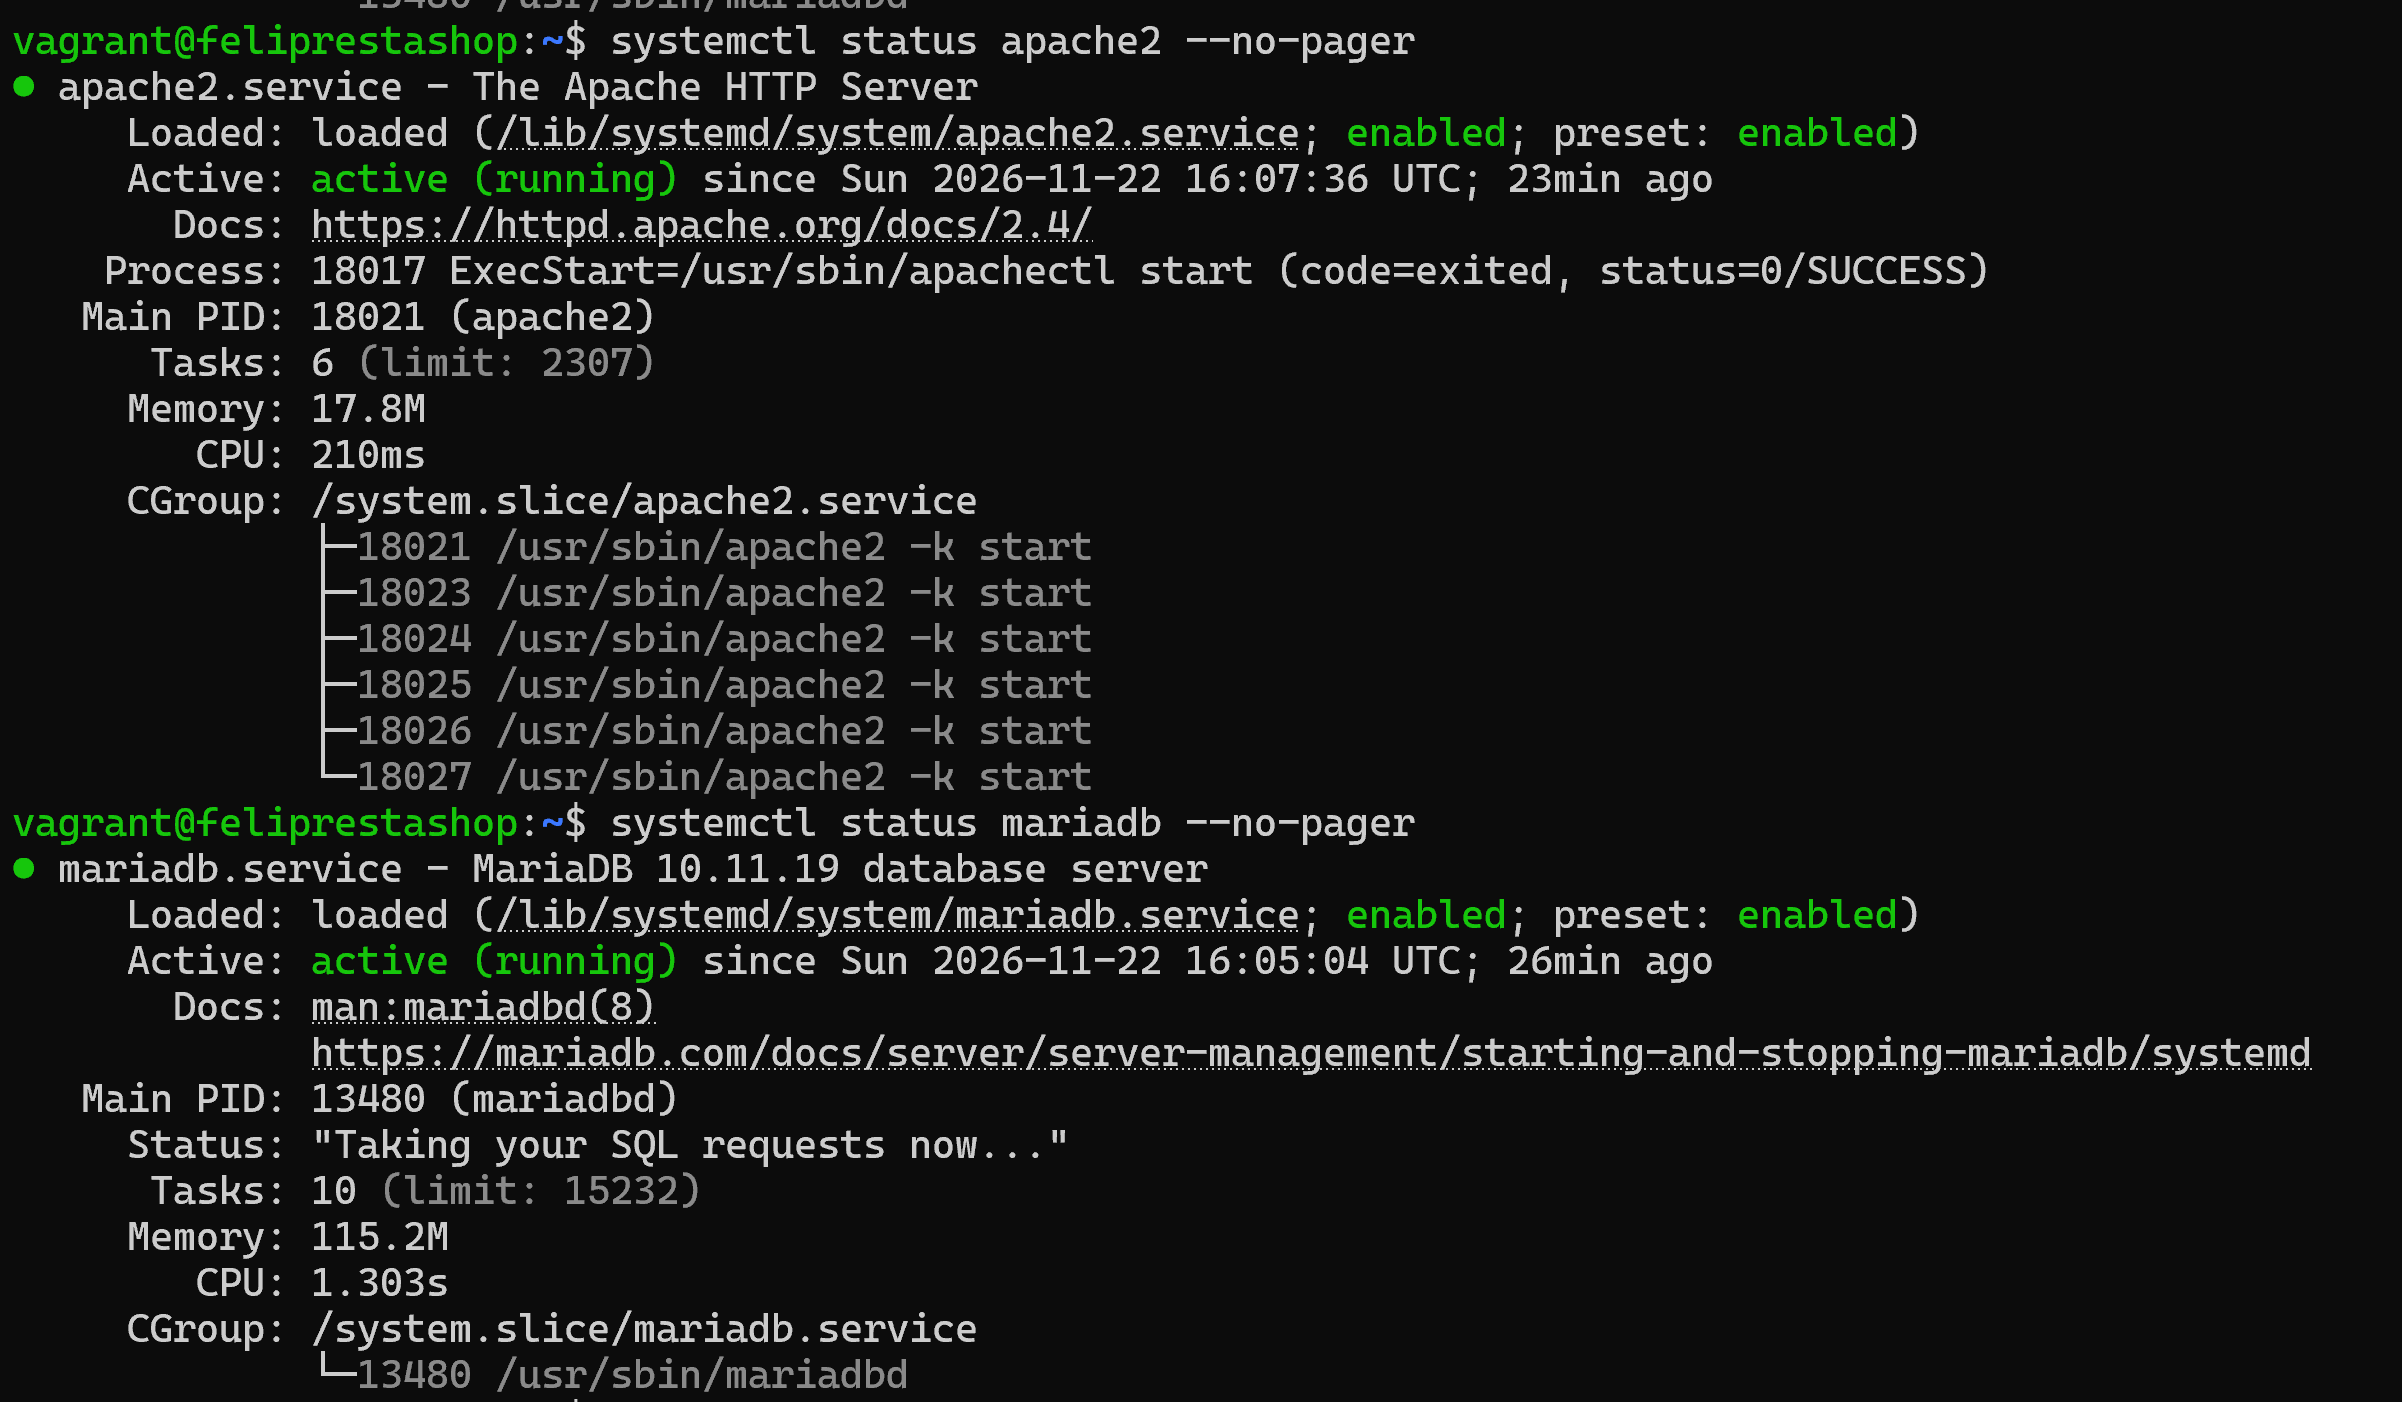 13480 /usr/sbin/mariadbd
vagrant@feliprestashop:~$ systemctl status apache2 --no-pager
● apache2.service - The Apache HTTP Server
     Loaded: loaded (/lib/systemd/system/apache2.service; enabled; preset: enabled)
     Active: active (running) since Sun 2026-11-22 16:07:36 UTC; 23min ago
       Docs: https://httpd.apache.org/docs/2.4/
    Process: 18017 ExecStart=/usr/sbin/apachectl start (code=exited, status=0/SUCCESS)
   Main PID: 18021 (apache2)
      Tasks: 6 (limit: 2307)
     Memory: 17.8M
        CPU: 210ms
     CGroup: /system.slice/apache2.service
             ├─18021 /usr/sbin/apache2 -k start
             ├─18023 /usr/sbin/apache2 -k start
             ├─18024 /usr/sbin/apache2 -k start
             ├─18025 /usr/sbin/apache2 -k start
             ├─18026 /usr/sbin/apache2 -k start
             └─18027 /usr/sbin/apache2 -k start
vagrant@feliprestashop:~$ systemctl status mariadb --no-pager
● mariadb.service - MariaDB 10.11.19 database server
     Loaded: loaded (/lib/systemd/system/mariadb.service; enabled; preset: enabled)
     Active: active (running) since Sun 2026-11-22 16:05:04 UTC; 26min ago
       Docs: man:mariadbd(8)
             https://mariadb.com/docs/server/server-management/starting-and-stopping-mariadb/systemd
   Main PID: 13480 (mariadbd)
     Status: "Taking your SQL requests now..."
      Tasks: 10 (limit: 15232)
     Memory: 115.2M
        CPU: 1.303s
     CGroup: /system.slice/mariadb.service
             └─13480 /usr/sbin/mariadbd